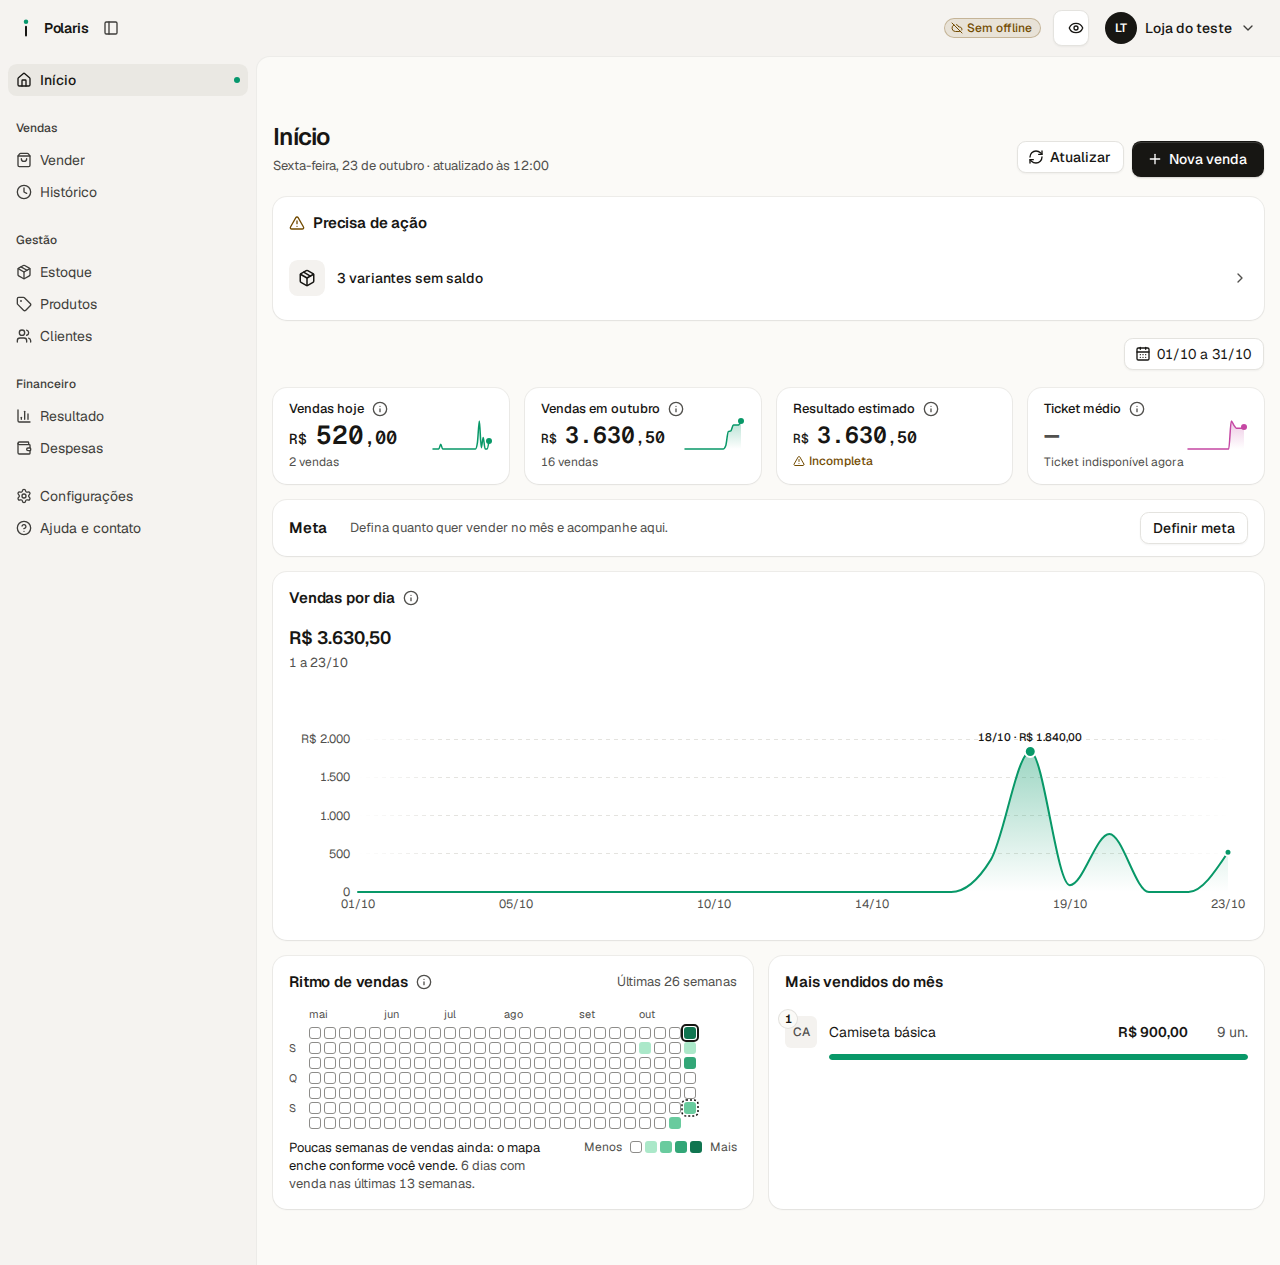 Polaris
Sem offline
LT
Loja do teste
Início
Vendas
Vender
Histórico
Gestão
Estoque
Produtos
Clientes
Financeiro
Resultado
Despesas
Configurações
Ajuda e contato
Início
Sexta-feira, 23 de outubro · atualizado às 12:00
Atualizar
Nova venda
Precisa de ação
3 variantes sem saldo
01/10 a 31/10
Vendas hoje
R$ 520,00
2 vendas
Vendas em outubro
R$ 3.630,50
16 vendas
Resultado estimado
R$ 3.630,50
Incompleta
Ticket médio
—
Ticket indisponível agora
Meta
Defina quanto quer vender no mês e acompanhe aqui.
Definir meta
Vendas por dia
R$ 3.630,50
1 a 23/10
18/10 · R$ 1.840,00
R$ 2.000
1.500
1.000
500
0
01/10 05/10 10/10 14/10 19/10 23/10
Ritmo de vendas
Últimas 26 semanas
mai jun jul ago set out
S
Q
S
Poucas semanas de vendas ainda: o mapa
enche conforme você vende. 6 dias com
venda nas últimas 13 semanas.
Menos
Mais
Mais vendidos do mês
1
CA
Camiseta básica
R$ 900,00
9 un.